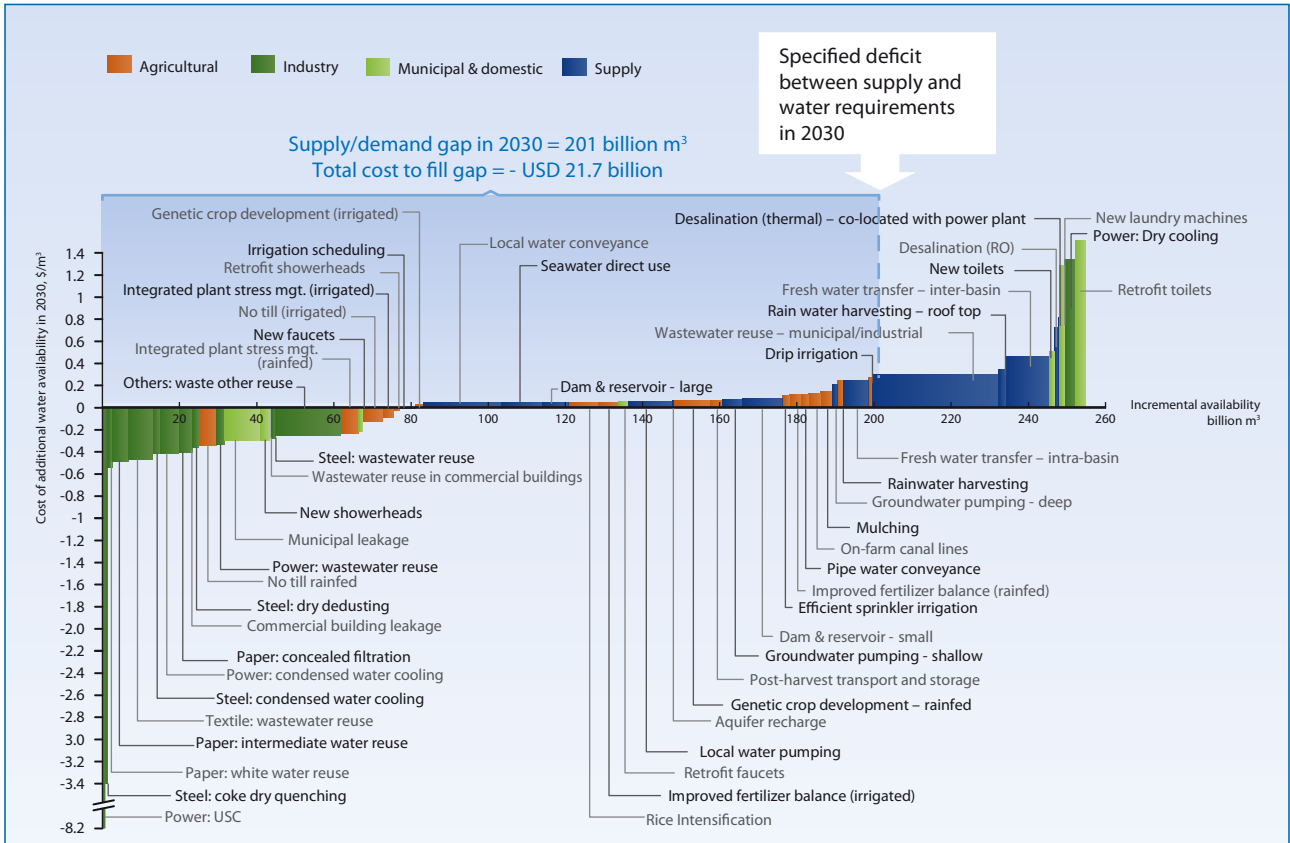 Agricultural
Industry
Municipal & domestic
Supply
Specified deficit
between supply and
water requirements
in 2030
Supply/demand gap in 2030 = 201 billion m³
Total cost to fill gap = - USD 21.7 billion
Genetic crop development (irrigated)
Irrigation scheduling
Retrofit showerheads
Integrated plant stress mgt. (irrigated)
No till (irrigated)
New faucets
Integrated plant stress mgt.
(rainfed)
Others: waste other reuse
Local water conveyance
Seawater direct use
Dam & reservoir - large
Desalination (thermal) – co-located with power plant
New laundry machines
Power: Dry cooling
Desalination (RO)
New toilets
Fresh water transfer – inter-basin
Retrofit toilets
Rain water harvesting – roof top
Wastewater reuse – municipal/industrial
Drip irrigation
Cost of additional water availability in 2030, $/m³
1.4
1.2
1
0.8
0.6
0.4
0.2
0
-0.2
-0.4
-0.6
-0.8
-1
-1.2
-1.4
-1.6
-1.8
-2.0
-2.2
-2.4
-2.6
-2.8
3.0
-3.2
-3.4
-8.2
20
40
60
80
100
120
140
160
180
200
220
240
260
Incremental availability
billion m³
Steel: wastewater reuse
Wastewater reuse in commercial buildings
New showerheads
Municipal leakage
Power: wastewater reuse
No till rainfed
Steel: dry dedusting
Commercial building leakage
Paper: concealed filtration
Power: condensed water cooling
Steel: condensed water cooling
Textile: wastewater reuse
Paper: intermediate water reuse
Paper: white water reuse
Steel: coke dry quenching
Power: USC
Fresh water transfer – intra-basin
Rainwater harvesting
Groundwater pumping - deep
Mulching
On-farm canal lines
Pipe water conveyance
Improved fertilizer balance (rainfed)
Efficient sprinkler irrigation
Dam & reservoir - small
Groundwater pumping - shallow
Post-harvest transport and storage
Genetic crop development – rainfed
Aquifer recharge
Local water pumping
Retrofit faucets
Improved fertilizer balance (irrigated)
Rice Intensification